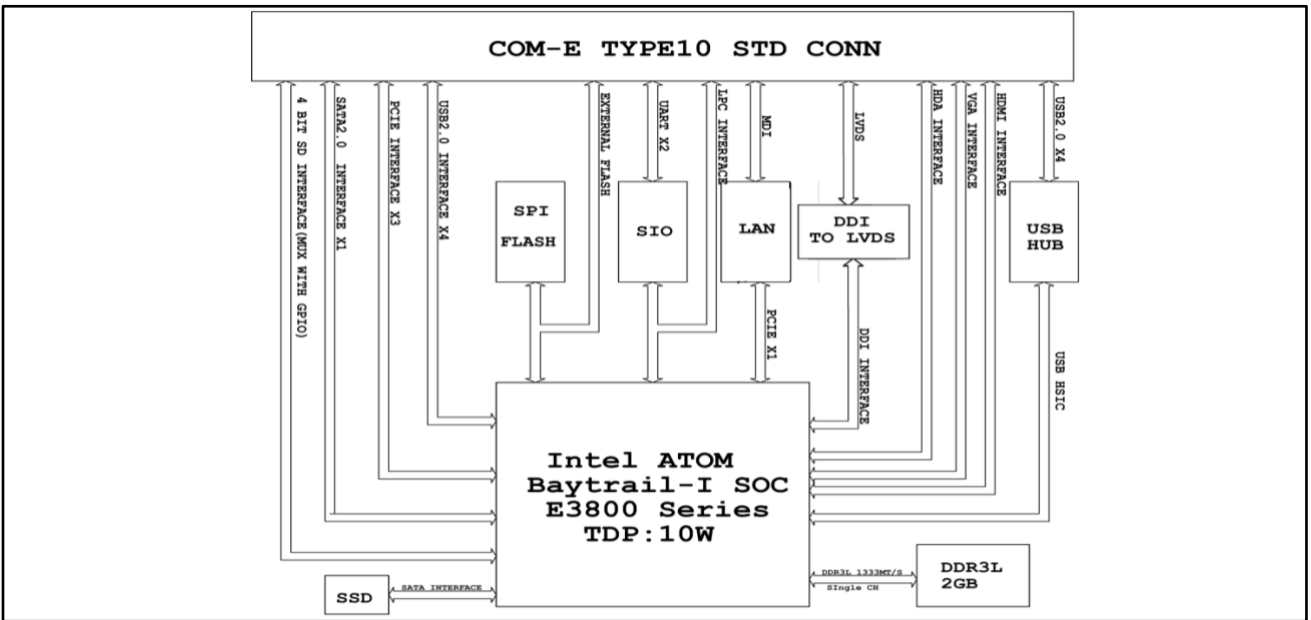 COM-E TYPE10 STD CONN
4 BIT SD INTERFACE(MUX WITH GPIO)
SATA2.0 INTERFACE X1
PCIE INTERFACE X3
USB2.0 INTERFACE X4
EXTERNAL FLASH
UART X2
LPC INTERFACE
MDI
LVDS
HDA INTERFACE
VGA INTERFACE
HDMI INTERFACE
USB2.0 X4
SPI
FLASH
SIO
LAN
DDI
TO LVDS
USB
HUB
PCIE X1
DDI INTERFACE
USB HSIC
Intel ATOM
Baytrail-I SOC
E3800 Series
TDP:10W
SSD
SATA INTERFACE
DDR3L 1333MT/S
SIngle CH
DDR3L
2GB